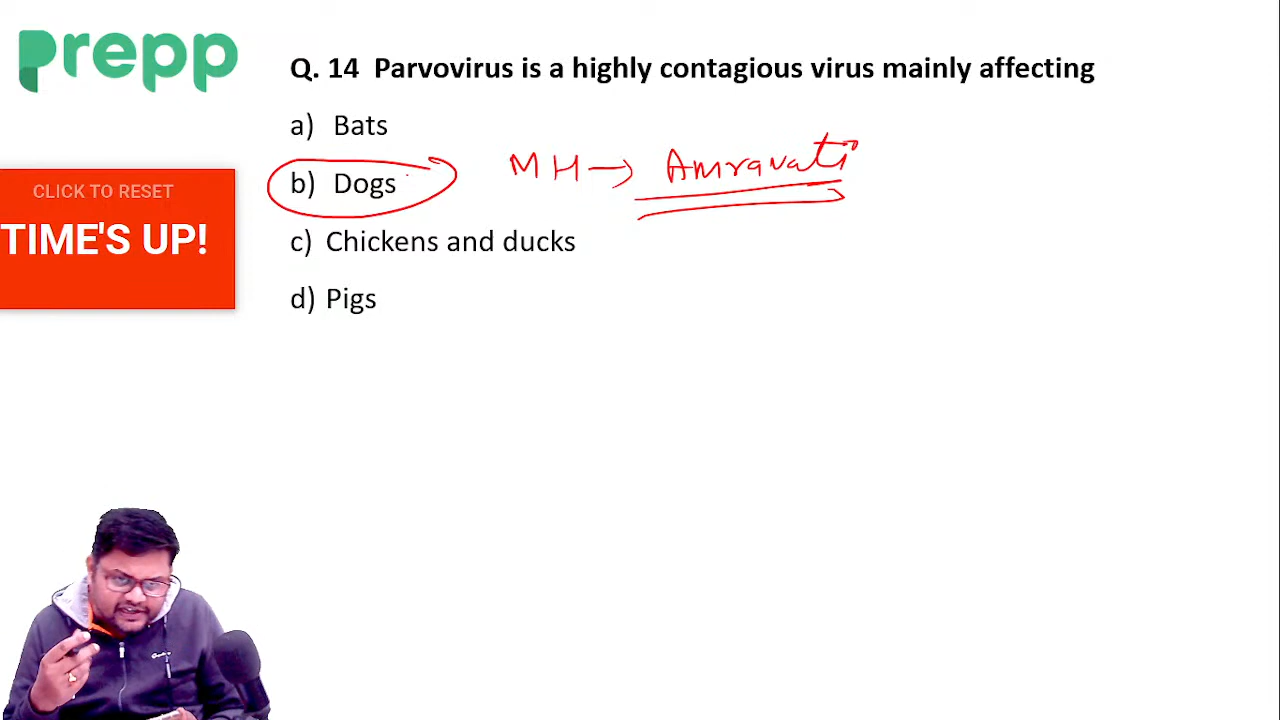 prepp
Q. 14 Parvovirus is a highly contagious virus mainly affecting
a) Bats
MH → Amravati
b) Dogs
CLICK TO RESET
TIME'S UP!
c) Chickens and ducks
d) Pigs